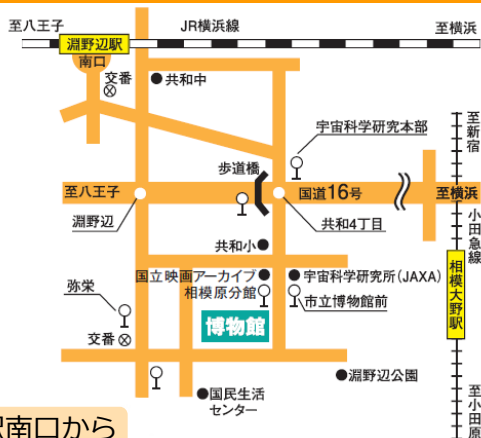 至八王子
JR横浜線
至横浜
淵野辺駅
南口
交番
共和中
至新宿
宇宙科学研究本部
歩道橋
至八王子
国道16号
至横浜
淵野辺
共和4丁目
小田急線
共和小
国立映画アーカイブ
相模原分館
宇宙科学研究所(JAXA)
相模大野駅
弥栄
市立博物館前
博物館
交番
淵野辺公園
国民生活
センター
至小田原
駅南口から